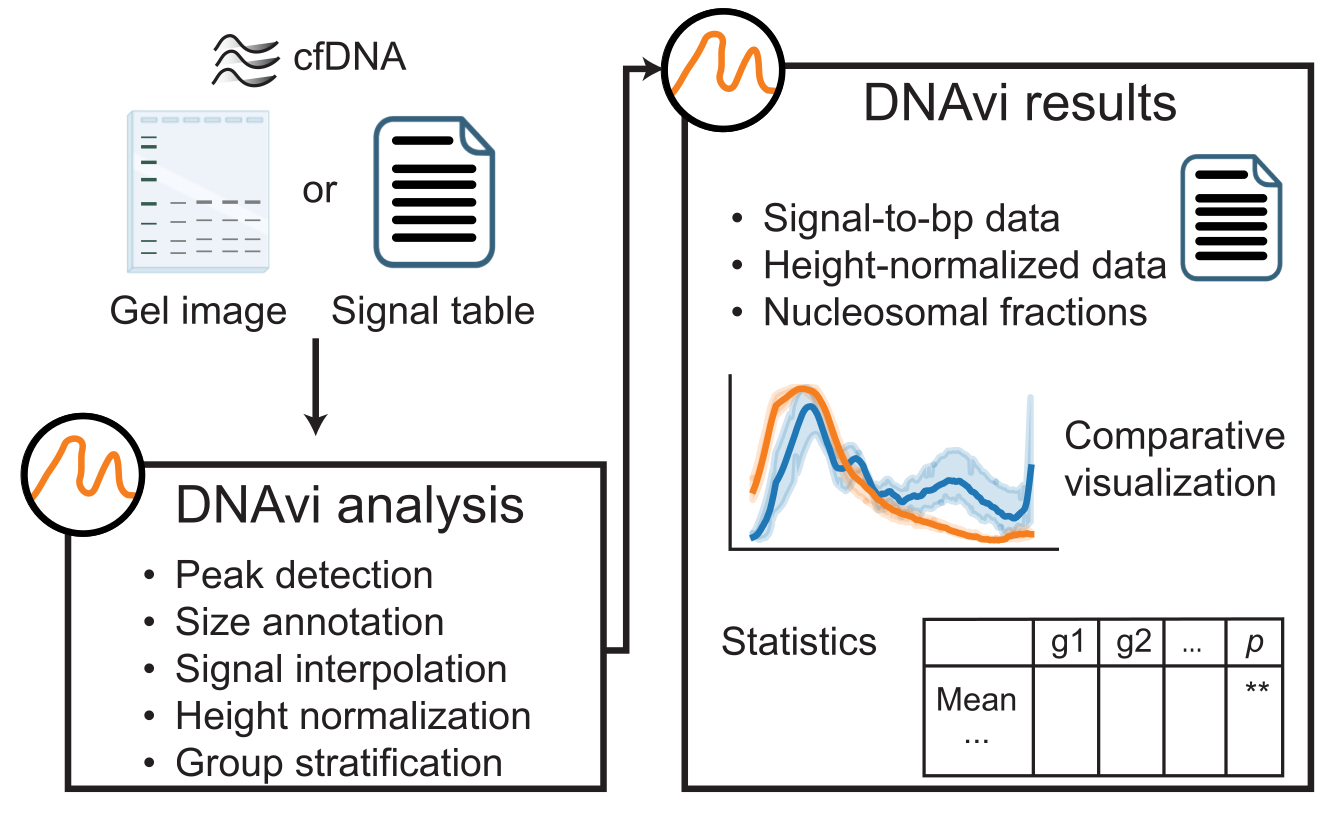 cfDNA
or
Gel image
Signal table
DNAvi analysis
• Peak detection
• Size annotation
• Signal interpolation
• Height normalization
• Group stratification
DNAvi results
• Signal-to-bp data
• Height-normalized data
• Nucleosomal fractions
Comparative
visualization
Statistics
g1 g2 ... p
Mean **
...